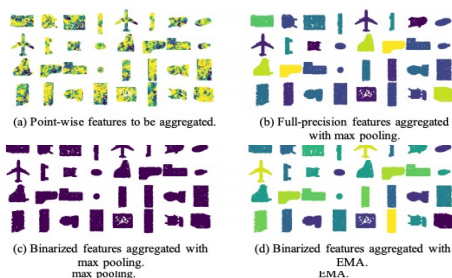 (a) Point-wise features to be aggregated.
(b) Full-precision features aggregated
with max pooling.
(c) Binarized features aggregated with
max pooling.
max pooling.
(d) Binarized features aggregated with
EMA.
EMA.